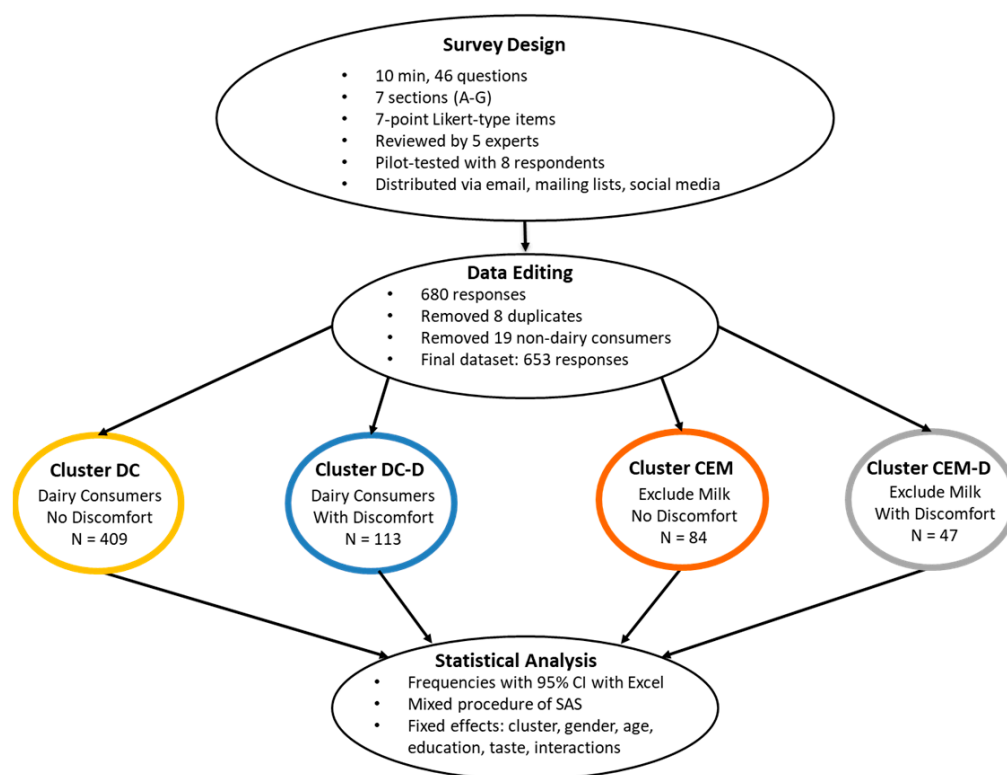 Survey Design
• 10 min, 46 questions
• 7 sections (A-G)
• 7-point Likert-type items
• Reviewed by 5 experts
• Pilot-tested with 8 respondents
• Distributed via email, mailing lists, social media
Data Editing
• 680 responses
• Removed 8 duplicates
• Removed 19 non-dairy consumers
• Final dataset: 653 responses
Cluster DC
Dairy Consumers
No Discomfort
N = 409
Cluster DC-D
Dairy Consumers
With Discomfort
N = 113
Cluster CEM
Exclude Milk
No Discomfort
N = 84
Cluster CEM-D
Exclude Milk
With Discomfort
N = 47
Statistical Analysis
• Frequencies with 95% CI with Excel
• Mixed procedure of SAS
• Fixed effects: cluster, gender, age,
education, taste, interactions